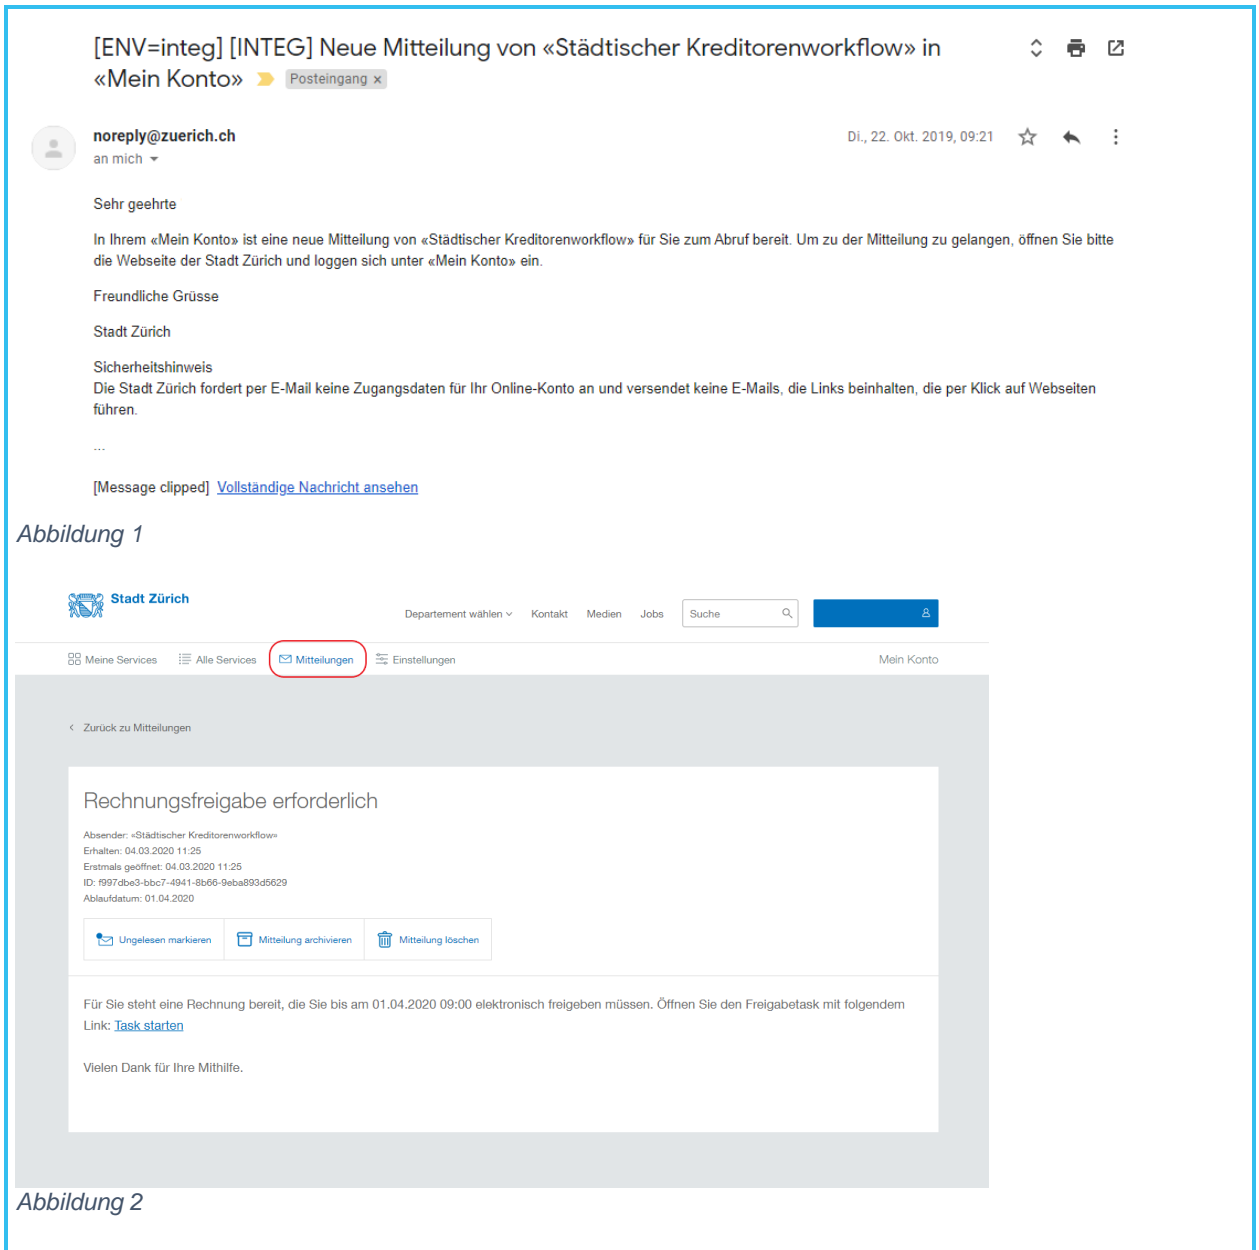 [ENV=integ] [INTEG] Neue Mitteilung von «Städtischer Kreditorenworkflow» in
«Mein Konto» Posteingang x
noreply@zuerich.ch
Di., 22. Okt. 2019, 09:21
an mich
Sehr geehrte
In Ihrem «Mein Konto» ist eine neue Mitteilung von «Städtischer Kreditorenworkflow» für Sie zum Abruf bereit. Um zu der Mitteilung zu gelangen, öffnen Sie bitte
die Webseite der Stadt Zürich und loggen sich unter «Mein Konto» ein.
Freundliche Grüsse
Stadt Zürich
Sicherheitshinweis
Die Stadt Zürich fordert per E-Mail keine Zugangsdaten für Ihr Online-Konto an und versendet keine E-Mails, die Links beinhalten, die per Klick auf Webseiten
führen.
...
[Message clipped] Vollständige Nachricht ansehen
Abbildung 1
Stadt Zürich
Departement wählen Kontakt Medien Jobs Suche
Meine Services Alle Services Mitteilungen Einstellungen Mein Konto
< Zurück zu Mitteilungen
Rechnungsfreigabe erforderlich
Absender: «Städtischer Kreditorenworkflow»
Erhalten: 04.03.2020 11:25
Erstmals geöffnet: 04.03.2020 11:25
ID: f997dbe3-bbc7-4941-8b66-9eba893d5629
Ablaufdatum: 01.04.2020
Ungelesen markieren Mitteilung archivieren Mitteilung löschen
Für Sie steht eine Rechnung bereit, die Sie bis am 01.04.2020 09:00 elektronisch freigeben müssen. Öffnen Sie den Freigabetask mit folgendem
Link: Task starten
Vielen Dank für Ihre Mithilfe.
Abbildung 2